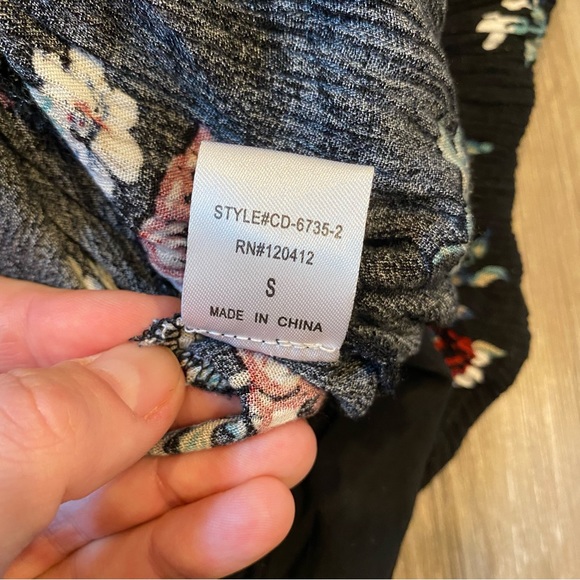 STYLE#CD-6735-2
RN#120412
S
MADE IN CHINA